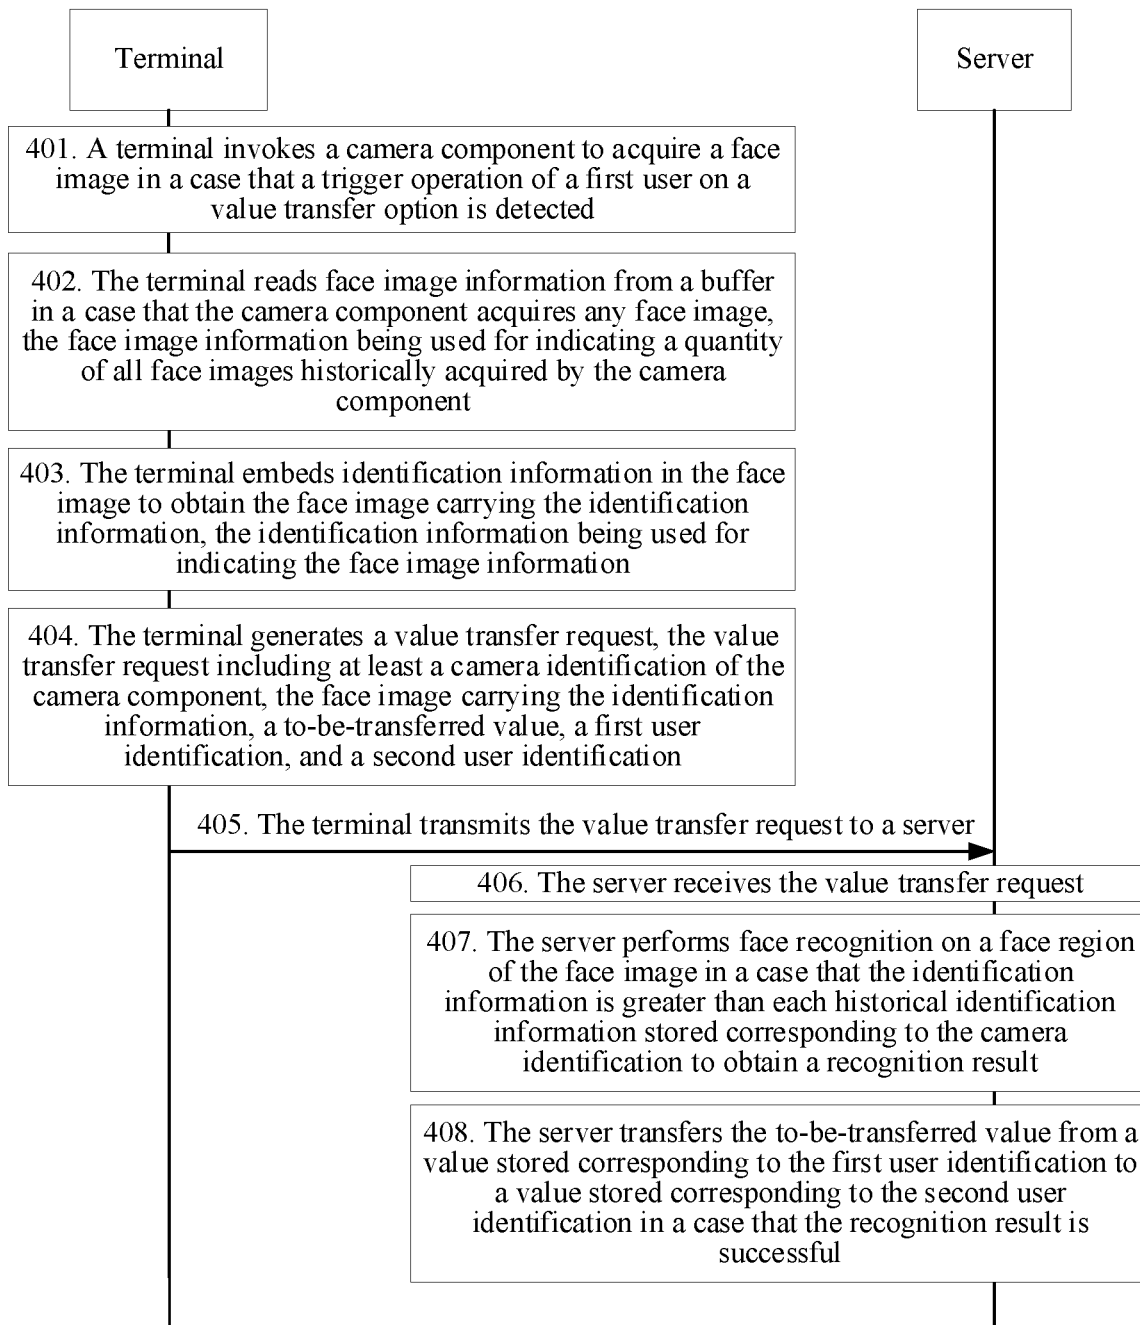 Terminal
Server
401. A terminal invokes a camera component to acquire a face
image in a case that a trigger operation of a first user on a
value transfer option is detected
402. The terminal reads face image information from a buffer
in a case that the camera component acquires any face image,
the face image information being used for indicating a quantity
of all face images historically acquired by the camera
component
403. The terminal embeds identification information in the face
image to obtain the face image carrying the identification
information, the identification information being used for
indicating the face image information
404. The terminal generates a value transfer request, the value
transfer request including at least a camera identification of the
camera component, the face image carrying the identification
information, a to-be-transferred value, a first user
identification, and a second user identification
405. The terminal transmits the value transfer request to a server
406. The server receives the value transfer request
407. The server performs face recognition on a face region
of the face image in a case that the identification
information is greater than each historical identification
information stored corresponding to the camera
identification to obtain a recognition result
408. The server transfers the to-be-transferred value from a
value stored corresponding to the first user identification to
a value stored corresponding to the second user
identification in a case that the recognition result is
successful